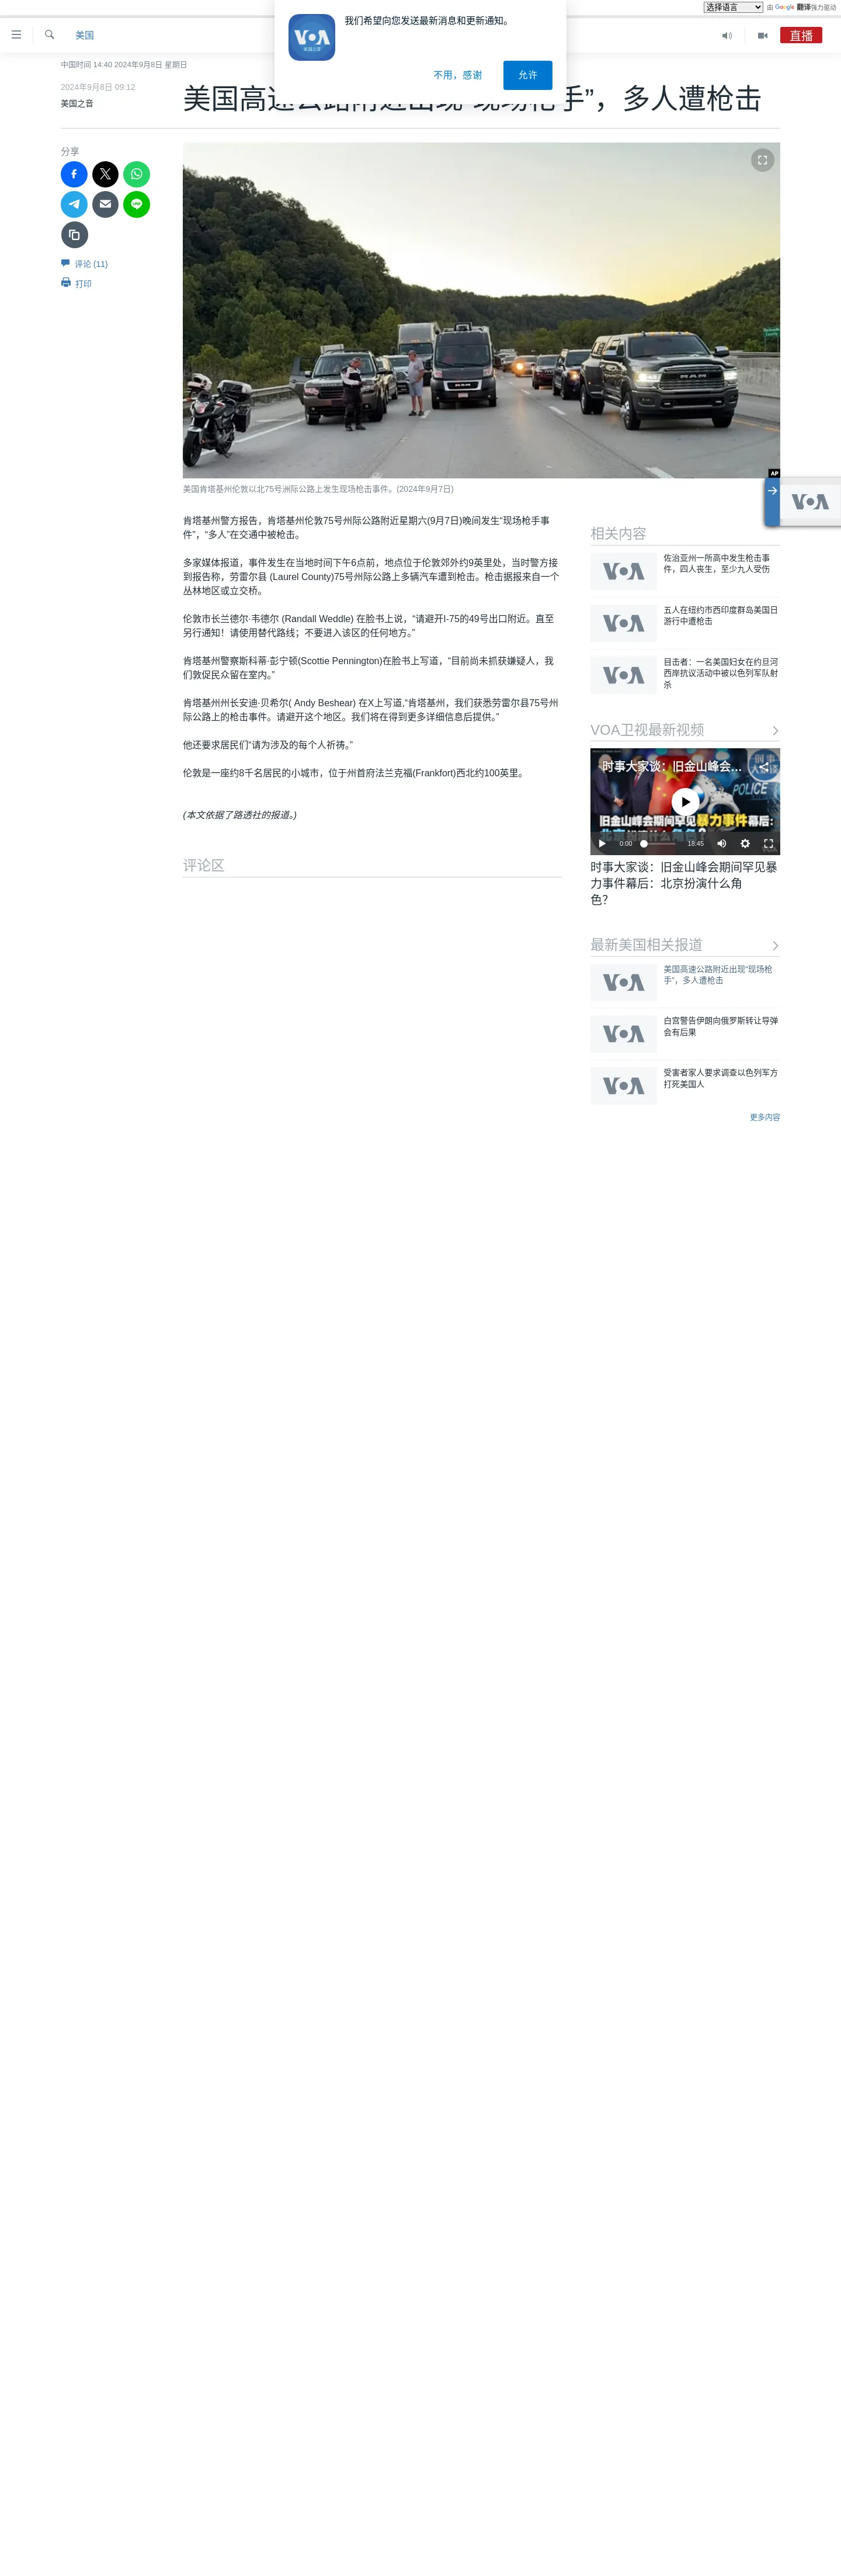 选择语言 由 Google 翻译强力驱动
VOA
美国之音
我们希望向您发送最新消息和更新通知。
不用，感谢
允许
美国
直播
中国时间 14:40 2024年9月8日 星期日
2024年9月8日 09:12
美国之音
美国高速公路附近出现“现场枪手”，多人遭枪击
分享
评论 (11)
打印
RAM
AP
美国肯塔基州伦敦以北75号洲际公路上发生现场枪击事件。(2024年9月7日)
VOA
肯塔基州警方报告，肯塔基州伦敦75号州际公路附近星期六(9月7日)晚间发生“现场枪手事
件”，“多人”在交通中被枪击。
多家媒体报道，事件发生在当地时间下午6点前，地点位于伦敦郊外约9英里处，当时警方接
到报告称，劳雷尔县 (Laurel County)75号州际公路上多辆汽车遭到枪击。枪击据报来自一个
丛林地区或立交桥。
伦敦市长兰德尔·韦德尔 (Randall Weddle) 在脸书上说，“请避开I-75的49号出口附近。直至
另行通知！请使用替代路线；不要进入该区的任何地方。”
肯塔基州警察斯科蒂·彭宁顿(Scottie Pennington)在脸书上写道，“目前尚未抓获嫌疑人，我
们敦促民众留在室内。”
肯塔基州州长安迪·贝希尔( Andy Beshear) 在X上写道,“肯塔基州，我们获悉劳雷尔县75号州
际公路上的枪击事件。请避开这个地区。我们将在得到更多详细信息后提供。”
他还要求居民们“请为涉及的每个人祈祷。”
伦敦是一座约8千名居民的小城市，位于州首府法兰克福(Frankfort)西北约100英里。
(本文依据了路透社的报道。)
评论区
相关内容
VOA
佐治亚州一所高中发生枪击事
件，四人丧生，至少九人受伤
VOA
五人在纽约市西印度群岛美国日
游行中遭枪击
VOA
目击者：一名美国妇女在约旦河
西岸抗议活动中被以色列军队射
杀
VOA卫视最新视频
时事大家谈：旧金山峰会...
旧金山峰会期间罕见暴力事件幕后：
0:00
18:45
时事大家谈：旧金山峰会期间罕见暴
力事件幕后：北京扮演什么角
色？
最新美国相关报道
VOA
美国高速公路附近出现“现场枪
手”，多人遭枪击
VOA
白宫警告伊朗向俄罗斯转让导弹
会有后果
VOA
受害者家人要求调查以色列军方
打死美国人
更多内容